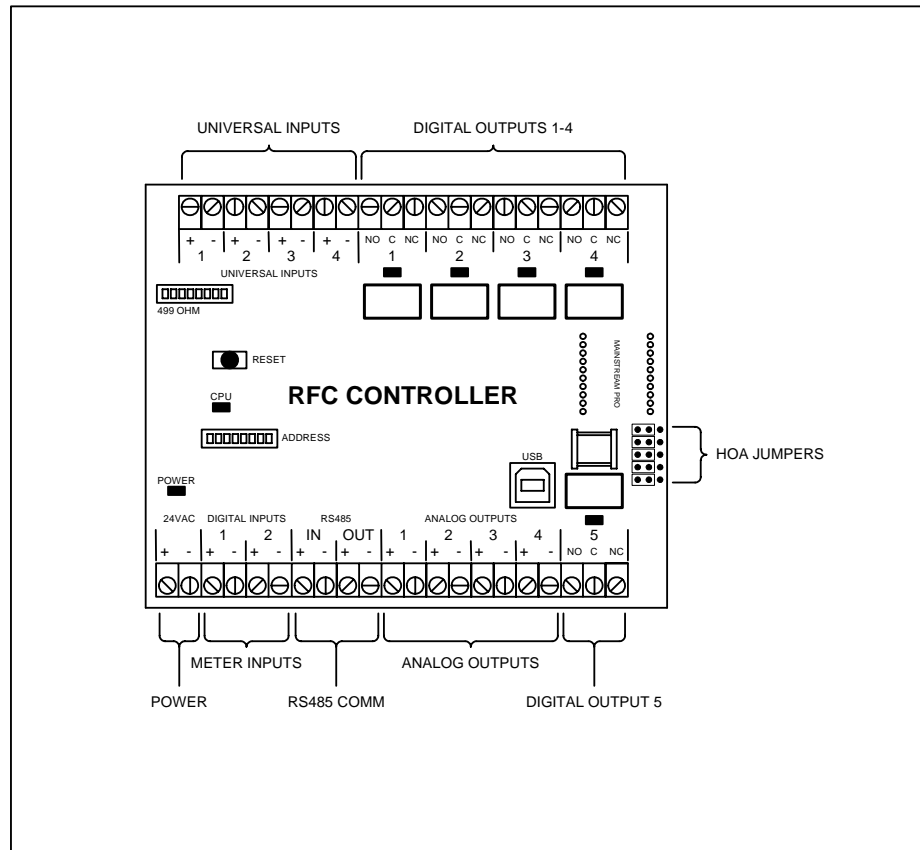 UNIVERSAL INPUTS DIGITAL OUTPUTS 1-4
+ - + - + - + - NO C NC NO C NC NO C NC NO C NC
1 2 3 4 1 2 3 4
UNIVERSAL INPUTS
499 OHM
MAINSTREAM PRO
RESET
CPU
RFC CONTROLLER
ADDRESS
HOA JUMPERS
USB
POWER
24VAC DIGITAL INPUTS RS485 ANALOG OUTPUTS
1 2 IN OUT 1 2 3 4 5
+ - + - + - + - + - + - + - + - + - NO C NC
METER INPUTS ANALOG OUTPUTS
POWER RS485 COMM DIGITAL OUTPUT 5